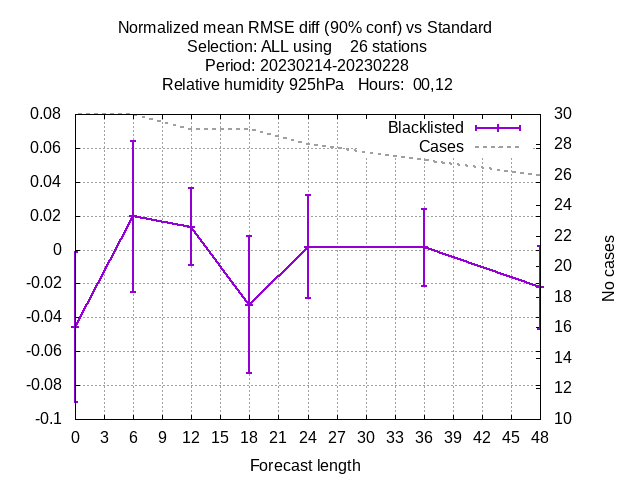 Normalized mean RMSE diff (90% conf) vs Standard
Selection: ALL using 26 stations
Period: 20230214-20230228
Relative humidity 925hPa Hours: 00,12
0.08
0.06
0.04
0.02
0
-0.02
-0.04
-0.06
-0.08
-0.1
Blacklisted
Cases
30
28
26
24
22
20
18
16
14
12
10
No cases
0 3 6 9 12 15 18 21 24 27 30 33 36 39 42 45 48
Forecast length